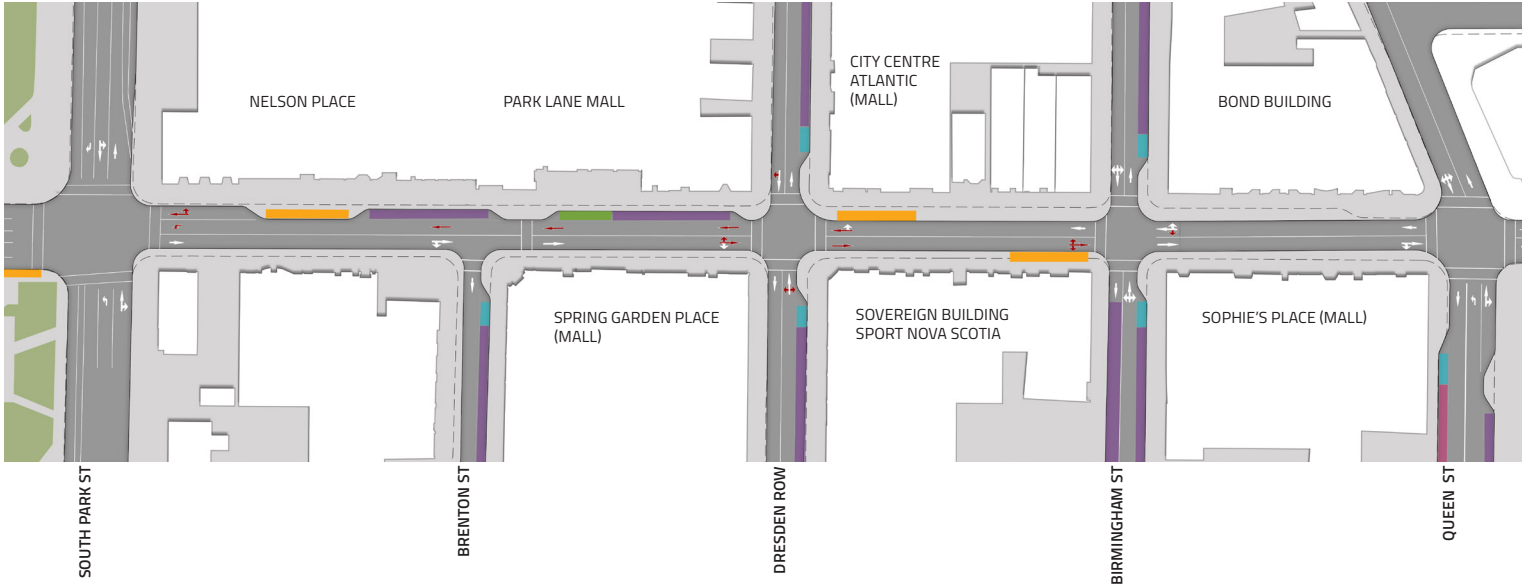 NELSON PLACE
PARK LANE MALL
CITY CENTRE
ATLANTIC
(MALL)
BOND BUILDING
SPRING GARDEN PLACE
(MALL)
SOVEREIGN BUILDING
SPORT NOVA SCOTIA
SOPHIE'S PLACE (MALL)
SOUTH PARK ST
BRENTON ST
DRESDEN ROW
BIRMINGHAM ST
QUEEN ST